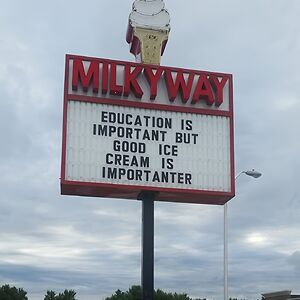 MILKYWAY
EDUCATION IS
IMPORTANT BUT
GOOD ICE
CREAM IS
IMPORTANTER